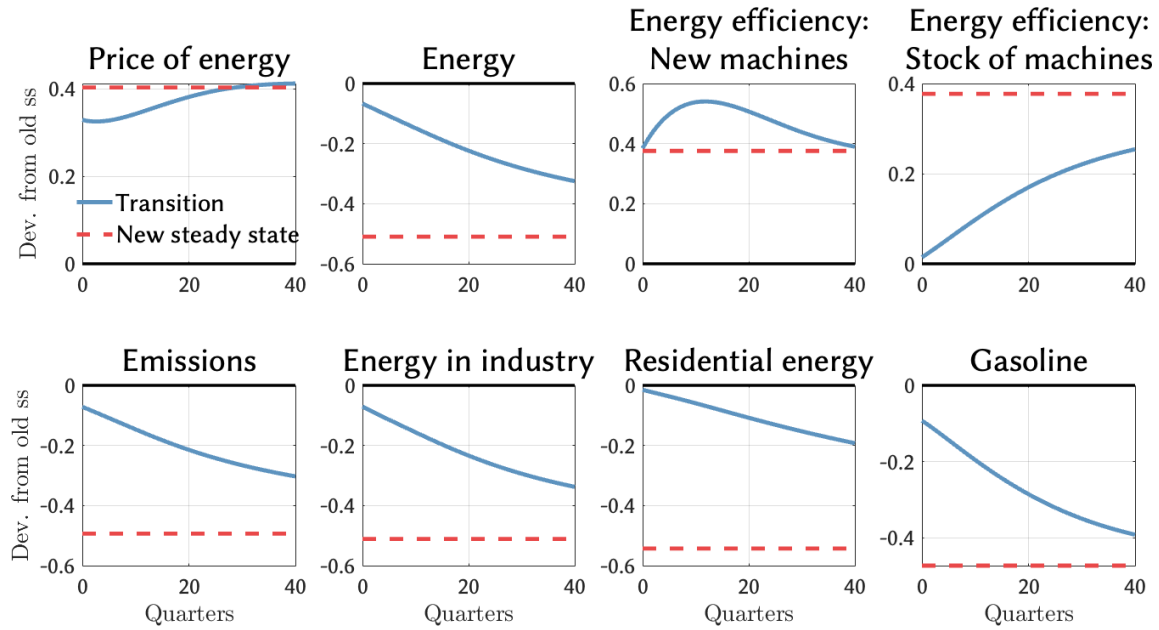 Price of energy
Energy
Energy efficiency:
New machines
Energy efficiency:
Stock of machines
Dev. from old ss
0.4
0.2
0
Transition
New steady state
0 20 40
0
-0.2
-0.4
-0.6
0 20 40
0.6
0.4
0.2
0
0 20 40
0.4
0.2
0
0 20 40
Emissions
Energy in industry
Residential energy
Gasoline
Dev. from old ss
0
-0.2
-0.4
-0.6
0 20 40
Quarters
0
-0.2
-0.4
-0.6
0 20 40
Quarters
0
-0.2
-0.4
-0.6
0 20 40
Quarters
0
-0.2
-0.4
0 20 40
Quarters